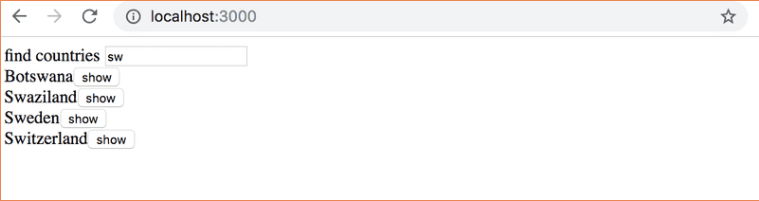 localhost:3000
find countries sw
Botswana show
Swaziland show
Sweden show
Switzerland show